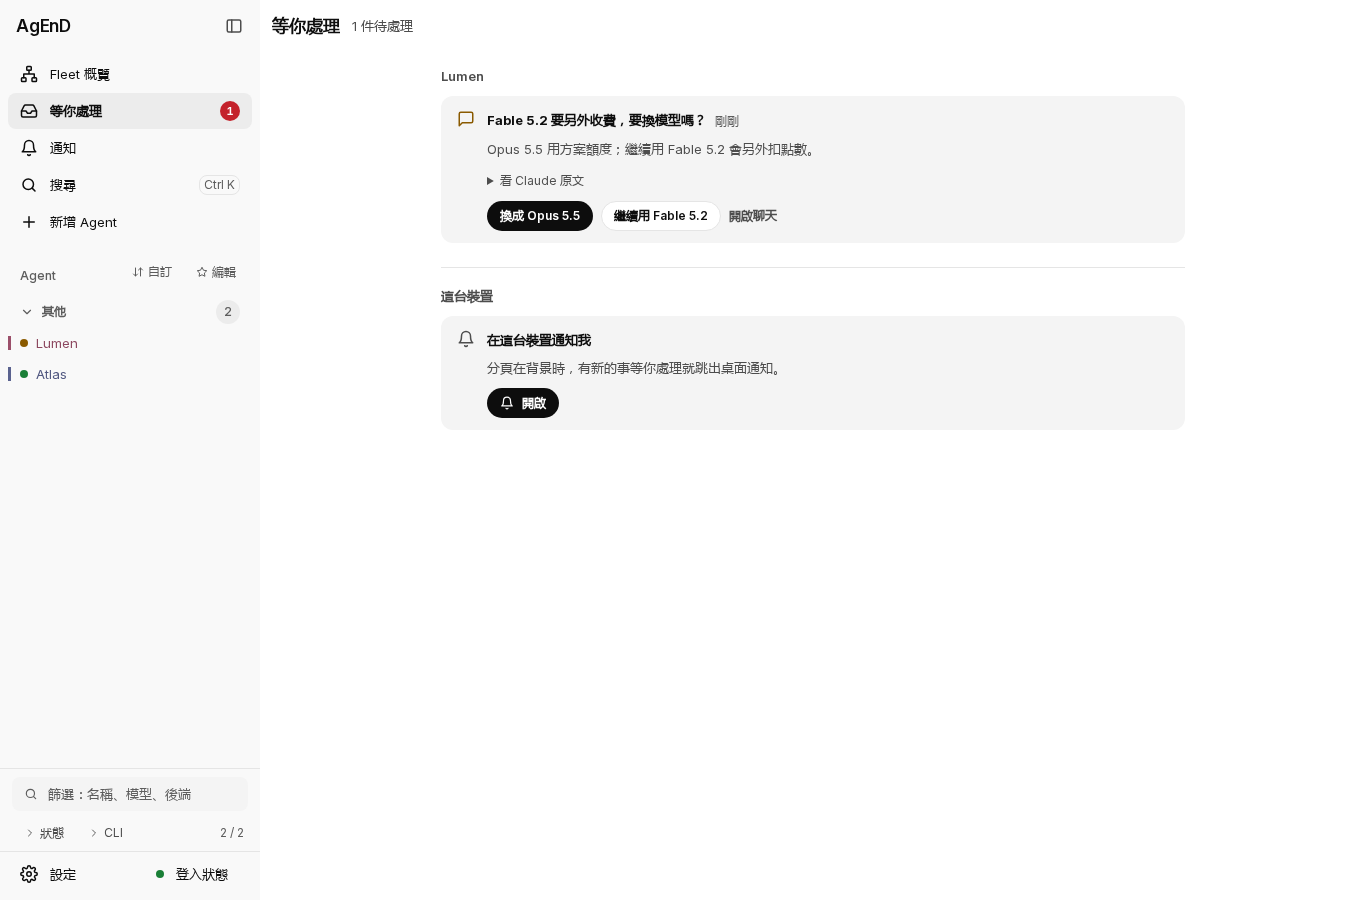 AgEnD
Fleet 概覽
等你處理 1
通知
搜尋 Ctrl K
新增 Agent
Agent 自訂 編輯
其他 2
Lumen
Atlas
篩選：名稱、模型、後端
狀態 CLI 2 / 2
設定 登入狀態
等你處理 1 件待處理
Lumen
Fable 5.2 要另外收費，要換模型嗎？ 剛剛
Opus 5.5 用方案額度；繼續用 Fable 5.2 會另外扣點數。
看 Claude 原文
換成 Opus 5.5 繼續用 Fable 5.2 開啟聊天
這台裝置
在這台裝置通知我
分頁在背景時，有新的事等你處理就跳出桌面通知。
開啟